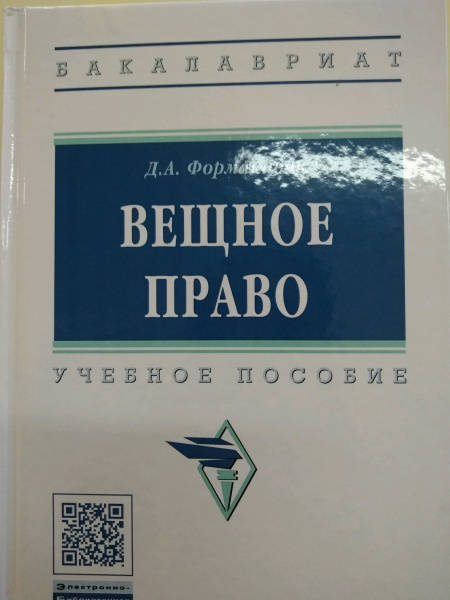 БАКАЛАВРИАТ
Д.А.
ВЕЩНОЕ
ПРАВО
УЧЕБНОЕ ПОСОБИЕ
Электронно-